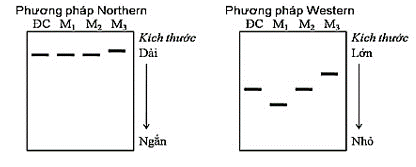 Phương pháp Northern
ĐC M₁ M₂ M₃
Kích thước
Dài
Ngắn
Phương pháp Western
ĐC M₁ M₂ M₃
Kích thước
Lớn
Nhỏ